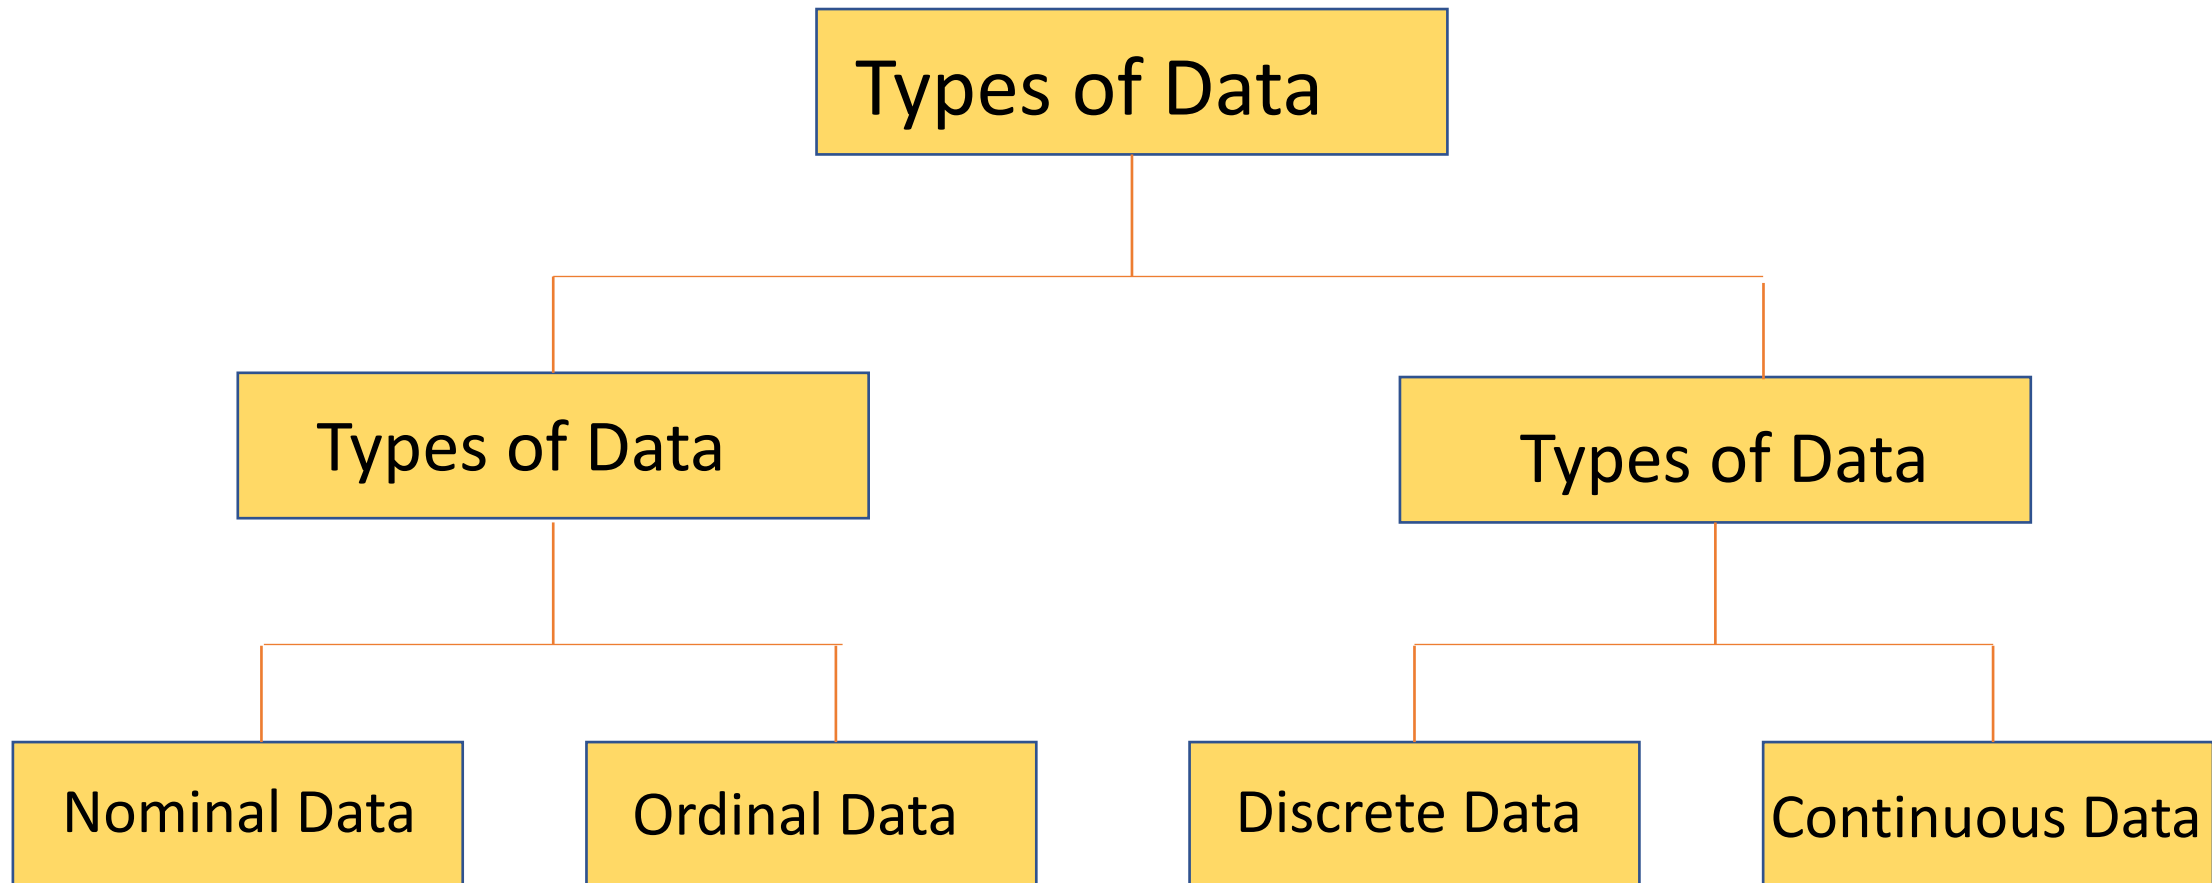 Types of Data
Types of Data
Types of Data
Nominal Data
Ordinal Data
Discrete Data
Continuous Data